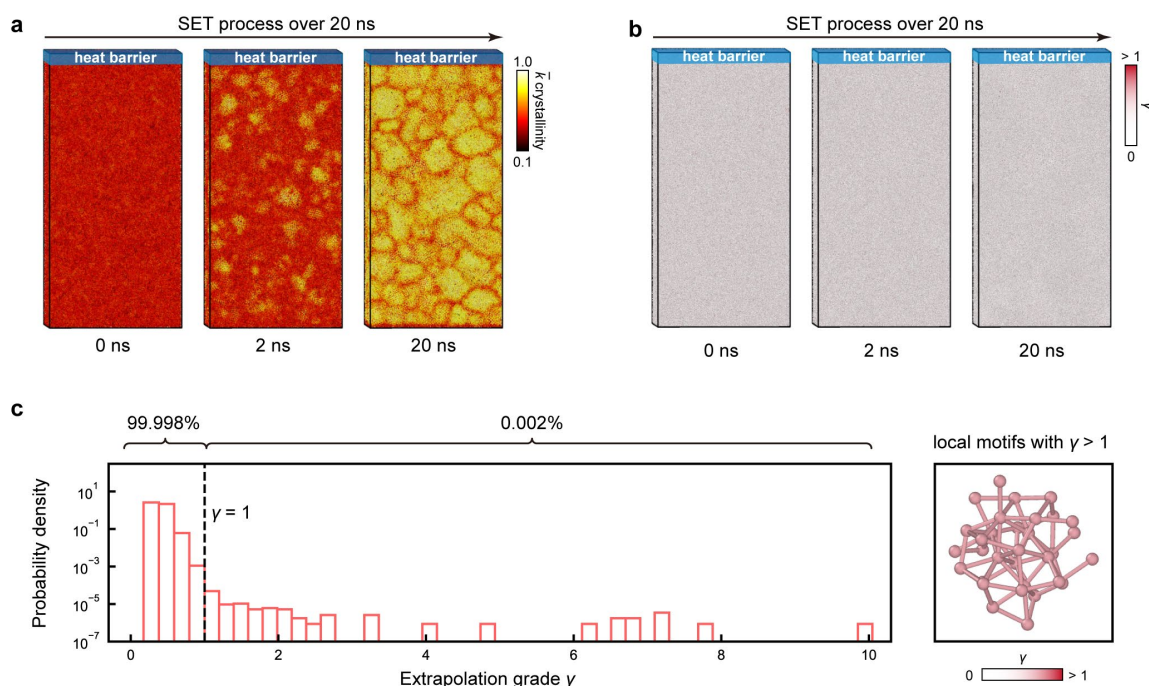 a
SET process over 20 ns
heat barrier
heat barrier
heat barrier
1.0
k̄ crystallinity
0.1
0 ns
2 ns
20 ns
b
SET process over 20 ns
heat barrier
heat barrier
heat barrier
> 1
γ
0
0 ns
2 ns
20 ns
c
99.998%
0.002%
Probability density
10¹
10⁻¹
10⁻³
10⁻⁵
10⁻⁷
γ = 1
0
2
4
6
8
10
Extrapolation grade γ
local motifs with γ > 1
γ
0
> 1